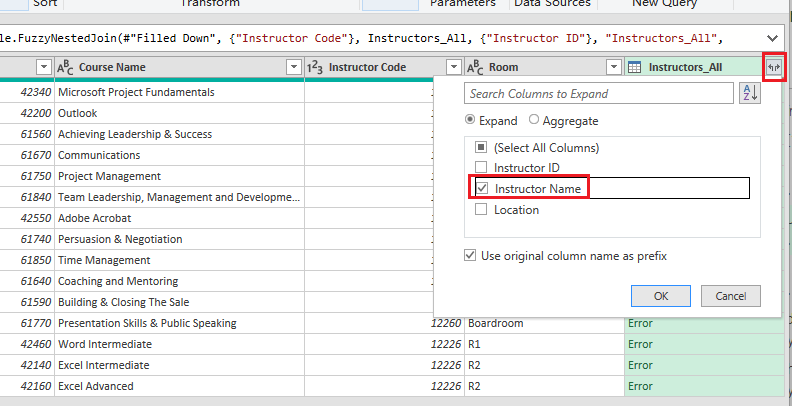 Sort Transform Parameters Data Sources New Query
le.FuzzyNestedJoin(#"Filled Down", {"Instructor Code"}, Instructors_All, {"Instructor ID"}, "Instructors_All",
ABC Course Name 123 Instructor Code ABC Room Instructors_All
Search Columns to Expand AZ
Expand Aggregate
(Select All Columns)
Instructor ID
Instructor Name
Location
Use original column name as prefix
OK Cancel
42340 Microsoft Project Fundamentals
42200 Outlook
61560 Achieving Leadership & Success
61670 Communications
61750 Project Management
61840 Team Leadership, Management and Developme...
42550 Adobe Acrobat
61740 Persuasion & Negotiation
61850 Time Management
61640 Coaching and Mentoring
61590 Building & Closing The Sale
61770 Presentation Skills & Public Speaking 12260 Boardroom Error
42460 Word Intermediate 12226 R1 Error
42140 Excel Intermediate 12226 R2 Error
42160 Excel Advanced 12226 R2 Error